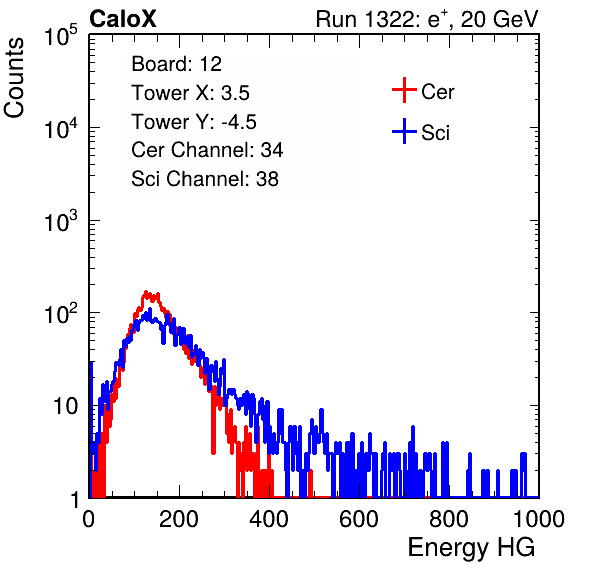 CaloX Run 1322: e⁺, 20 GeV
Counts
Board: 12
Tower X: 3.5
Tower Y: -4.5
Cer Channel: 34
Sci Channel: 38
Cer
Sci
10⁵
10⁴
10³
10²
10
1
0 200 400 600 800 1000
Energy HG